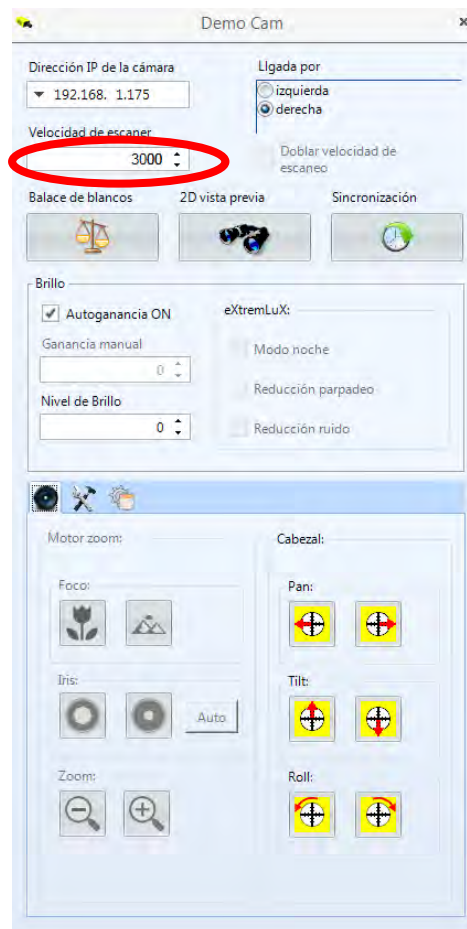 Demo Cam
Dirección IP de la cámara
192.168. 1.175
LIgada por
izquierda
derecha
Velocidad de escaner
3000
Doblar velocidad de
escaneo
Balace de blancos
2D vista previa
Sincronización
Brillo
Autoganancia ON
Ganancia manual
0
Nivel de Brillo
0
eXtremLuX:
Modo noche
Reducción parpadeo
Reducción ruido
Motor zoom:
Foco:
Iris:
Auto
Zoom:
Cabezal:
Pan:
Tilt:
Roll: